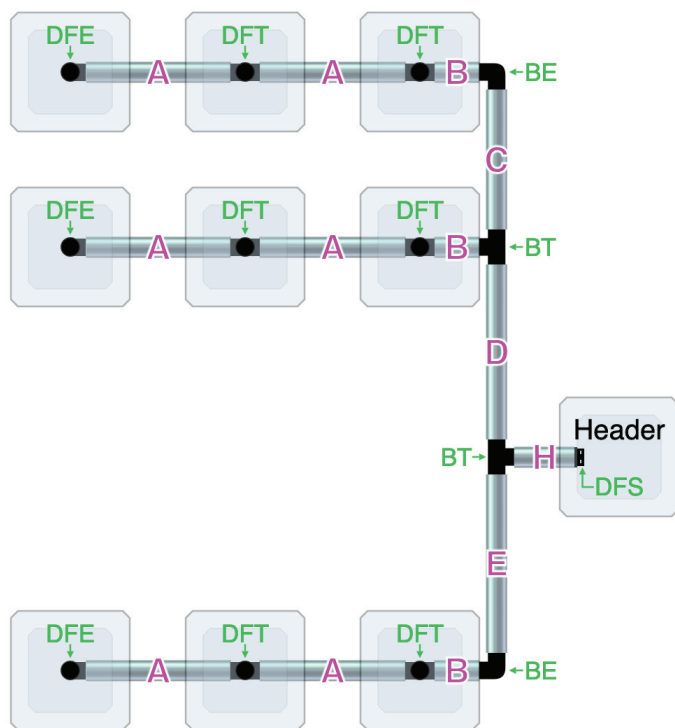 DFE DFT DFT
A A B BE
C
DFE DFT DFT
A A B BT
D
Header
BT H
DFS
E
DFE DFT DFT
A A B BE